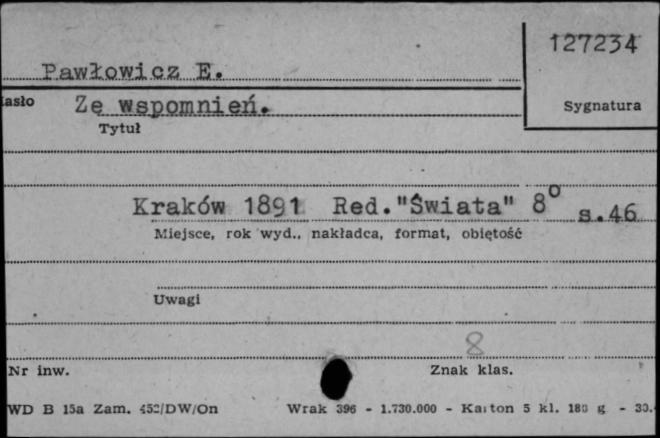 127234
Pawłowicz E.
asło Ze wspomnień. Sygnatura
Tytuł
Kraków 1891 Red."Świata" 8° s.46
Miejsce, rok wyd., nakładca, format, obiętość
Uwagi
8
Nr inw. Znak klas.
WD B 15a Zam. 452/DW/On Wrak 396 - 1.730.000 - Karton 5 kl. 180 g - 30.